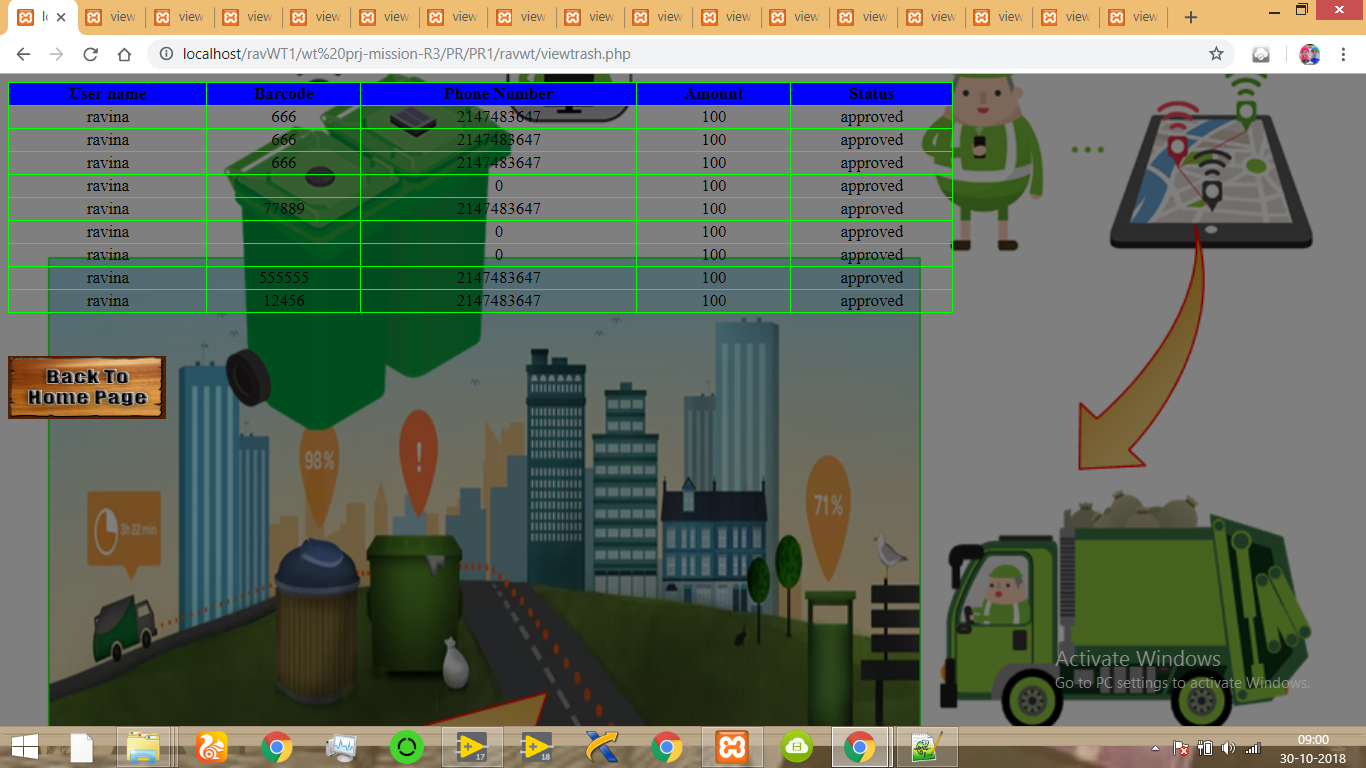 view view view view view view view view view view view view view view view view
localhost/ravWT1/wt%20prj-mission-R3/PR/PR1/ravwt/viewtrash.php
User name Barcode Phone Number Amount Status
ravina 666 2147483647 100 approved
ravina 666 2147483647 100 approved
ravina 666 2147483647 100 approved
ravina 0 100 approved
ravina 77889 2147483647 100 approved
ravina 0 100 approved
ravina 0 100 approved
ravina 555555 2147483647 100 approved
ravina 12456 2147483647 100 approved
Back To
Home Page
98%
!
71%
3h 22 min
Activate Windows
Go to PC settings to activate Windows.
17
18
09:00
30-10-2018